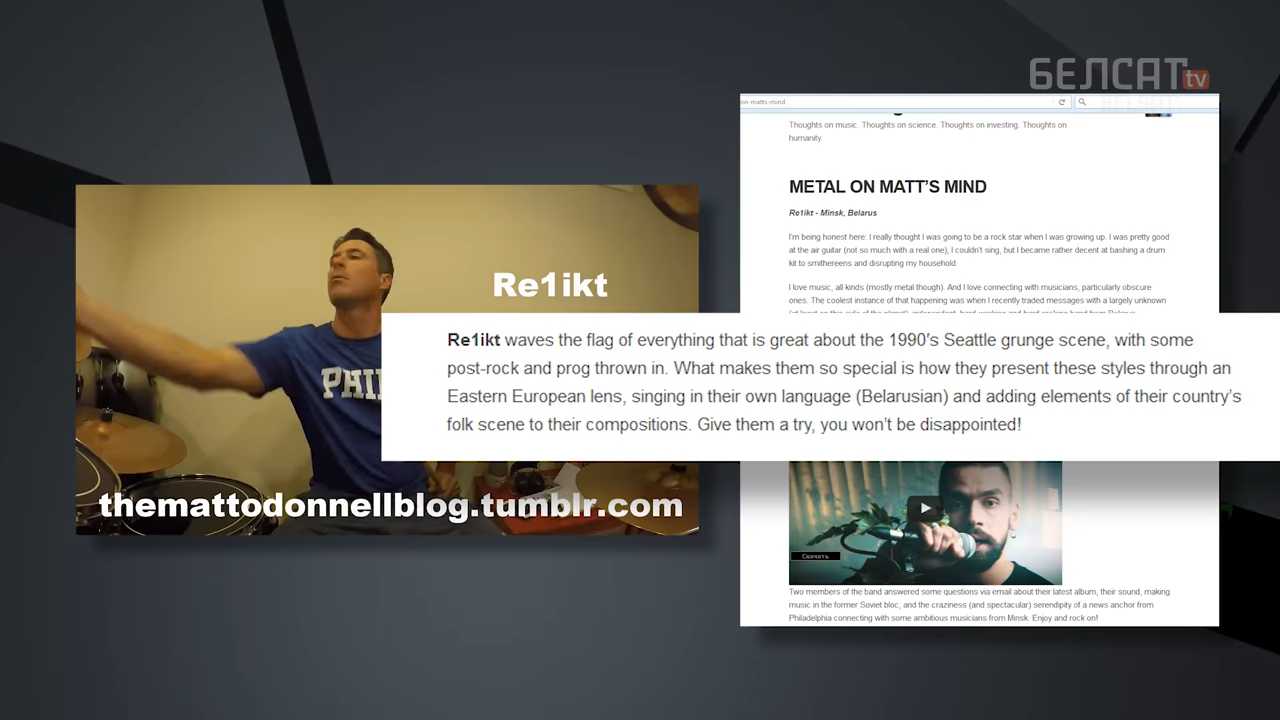 БЕЛСАТ tv
on-matts-mind
Thoughts on music. Thoughts on science. Thoughts on investing. Thoughts on
humanity.
METAL ON MATT'S MIND
Re1ikt - Minsk, Belarus
I'm being honest here: I really thought I was going to be a rock star when I was growing up. I was pretty good
at the air guitar (not so much with a real one), I couldn't sing, but I became rather decent at bashing a drum
kit to smithereens and disrupting my household.
I love music, all kinds (mostly metal though). And I love connecting with musicians, particularly obscure
ones. The coolest instance of that happening was when I recently traded messages with a largely unknown
Re1ikt
PHIL
Re1ikt waves the flag of everything that is great about the 1990's Seattle grunge scene, with some
post-rock and prog thrown in. What makes them so special is how they present these styles through an
Eastern European lens, singing in their own language (Belarusian) and adding elements of their country's
folk scene to their compositions. Give them a try, you won't be disappointed!
themattodonnellblog.tumblr.com
Скачать
Two members of the band answered some questions via email about their latest album, their sound, making
music in the former Soviet bloc, and the craziness (and spectacular) serendipity of a news anchor from
Philadelphia connecting with some ambitious musicians from Minsk. Enjoy and rock on!